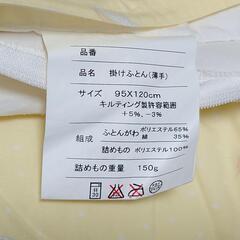 品番
品名 掛けふとん(薄手)
サイズ 95X120cm
キルティング製許容範囲
+5%、-3%
組成 ふとんがわ ポリエステル65%
綿 35%
詰めもの ポリエステル100%
詰めもの重量 150g